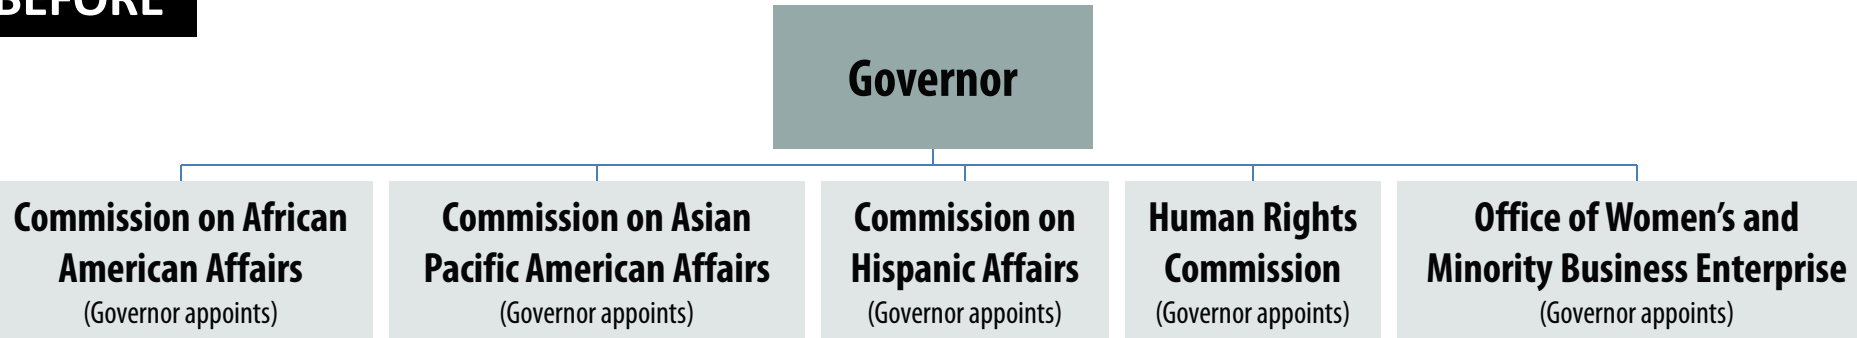 BEFORE
Governor
Commission on African
American Affairs
(Governor appoints)
Commission on Asian
Pacific American Affairs
(Governor appoints)
Commission on
Hispanic Affairs
(Governor appoints)
Human Rights
Commission
(Governor appoints)
Office of Women’s and
Minority Business Enterprise
(Governor appoints)